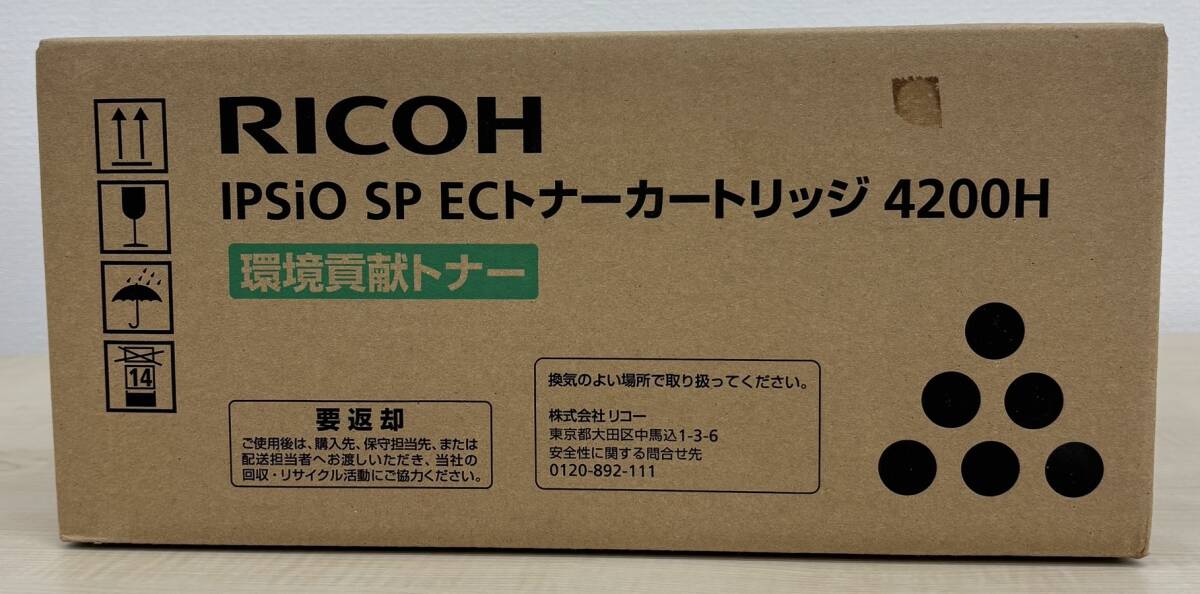 RICOH
IPSiO SP ECトナーカートリッジ 4200H
環境貢献トナー
14
換気のよい場所で取り扱ってください。
株式会社リコー
東京都大田区中馬込1-3-6
安全性に関する問合せ先
0120-892-111
要返却
ご使用後は、購入先、保守担当先、または
配送担当者へお渡しいただき、当社の
回収・リサイクル活動にご協力ください。